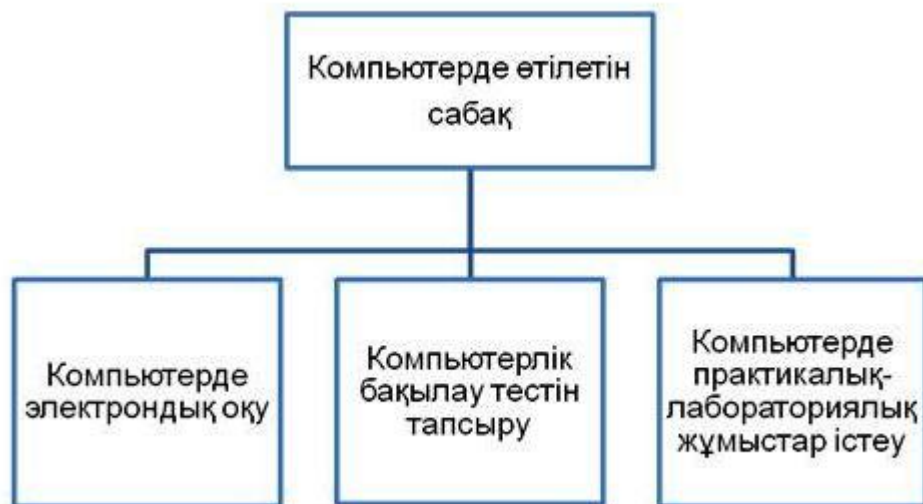 Компьютерде өтілетін
сабақ
Компьютерде
электрондық оқу
Компьютерлік
бақылау тестін
тапсыру
Компьютерде
практикалық-
лабораториялық
жұмыстар істеу